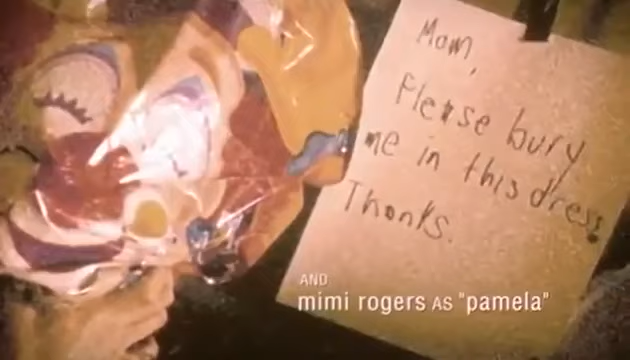 Mom,
Please bury
me in this dress.
Thanks.
AND
mimi rogers AS "pamela"